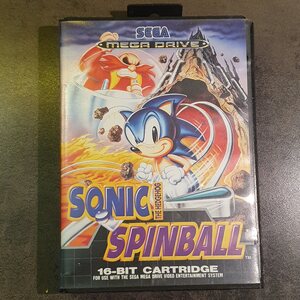 SEGA
MEGA DRIVE
SONIC
THE HEDGEHOG
SPINBALL
TM
16-BIT CARTRIDGE
FOR USE WITH THE SEGA MEGA DRIVE VIDEO ENTERTAINMENT SYSTEM